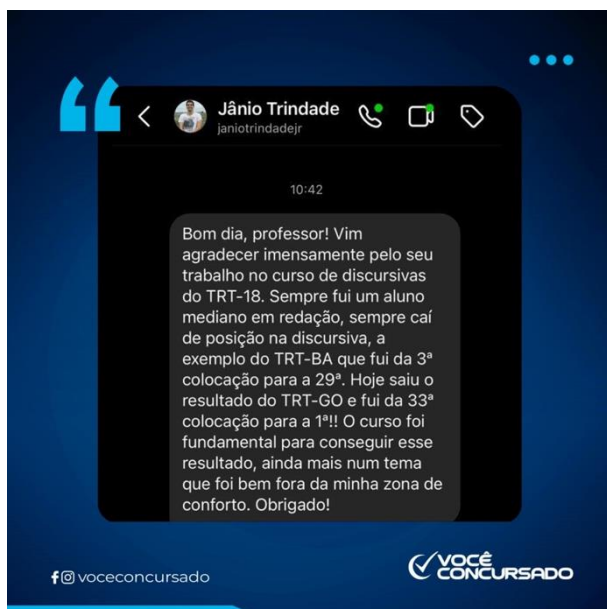 Jânio Trindade
janiotrindadejr
10:42
Bom dia, professor! Vim
agradecer imensamente pelo seu
trabalho no curso de discursivas
do TRT-18. Sempre fui um aluno
mediano em redação, sempre caí
de posição na discursiva, a
exemplo do TRT-BA que fui da 3ª
colocação para a 29ª. Hoje saiu o
resultado do TRT-GO e fui da 33ª
colocação para a 1ª!! O curso foi
fundamental para conseguir esse
resultado, ainda mais num tema
que foi bem fora da minha zona de
conforto. Obrigado!
voceconcursado
VOCÊ
CONCURSADO